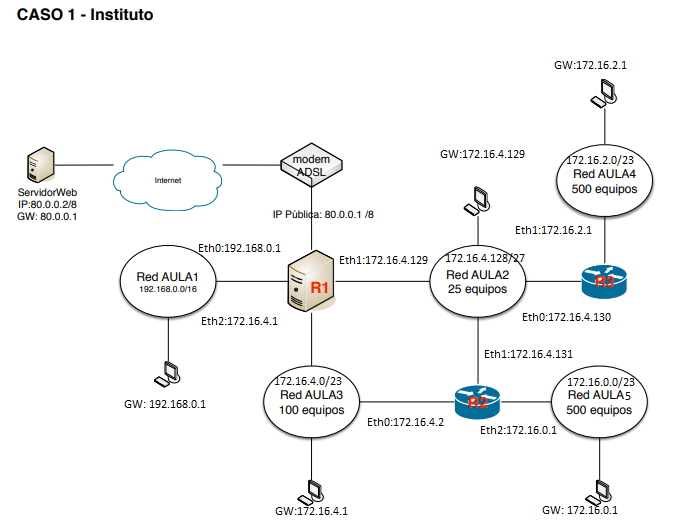 CASO 1 - Instituto
GW:172.16.2.1
modem
ADSL
GW:172.16.4.129
172.16.2.0/23
Red AULA4
500 equipos
Internet
ServidorWeb
IP:80.0.0.2/8
GW: 80.0.0.1
IP Pública: 80.0.0.1 /8
Eth1:172.16.2.1
Eth0:192.168.0.1
Eth1:172.16.4.129
172.16.4.128/27
Red AULA2
25 equipos
Red AULA1
192.168.0.0/16
R1
R3
Eth2:172.16.4.1
Eth0:172.16.4.130
Eth1:172.16.4.131
172.16.4.0/23
Red AULA3
100 equipos
172.16.0.0/23
Red AULA5
500 equipos
R2
GW: 192.168.0.1
Eth0:172.16.4.2
Eth2:172.16.0.1
GW:172.16.4.1
GW: 172.16.0.1